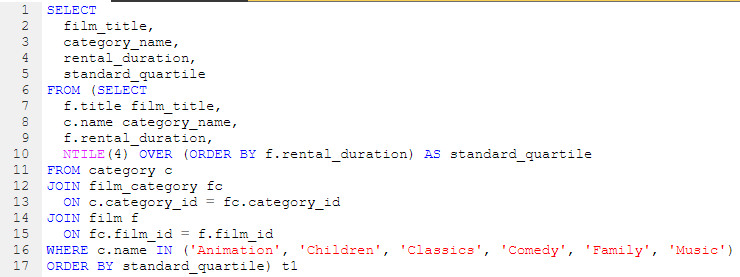 1 SELECT
2 film_title,
3 category_name,
4 rental_duration,
5 standard_quartile
6 FROM (SELECT
7 f.title film_title,
8 c.name category_name,
9 f.rental_duration,
10 NTILE(4) OVER (ORDER BY f.rental_duration) AS standard_quartile
11 FROM category c
12 JOIN film_category fc
13 ON c.category_id = fc.category_id
14 JOIN film f
15 ON fc.film_id = f.film_id
16 WHERE c.name IN ('Animation', 'Children', 'Classics', 'Comedy', 'Family', 'Music')
17 ORDER BY standard_quartile) t1